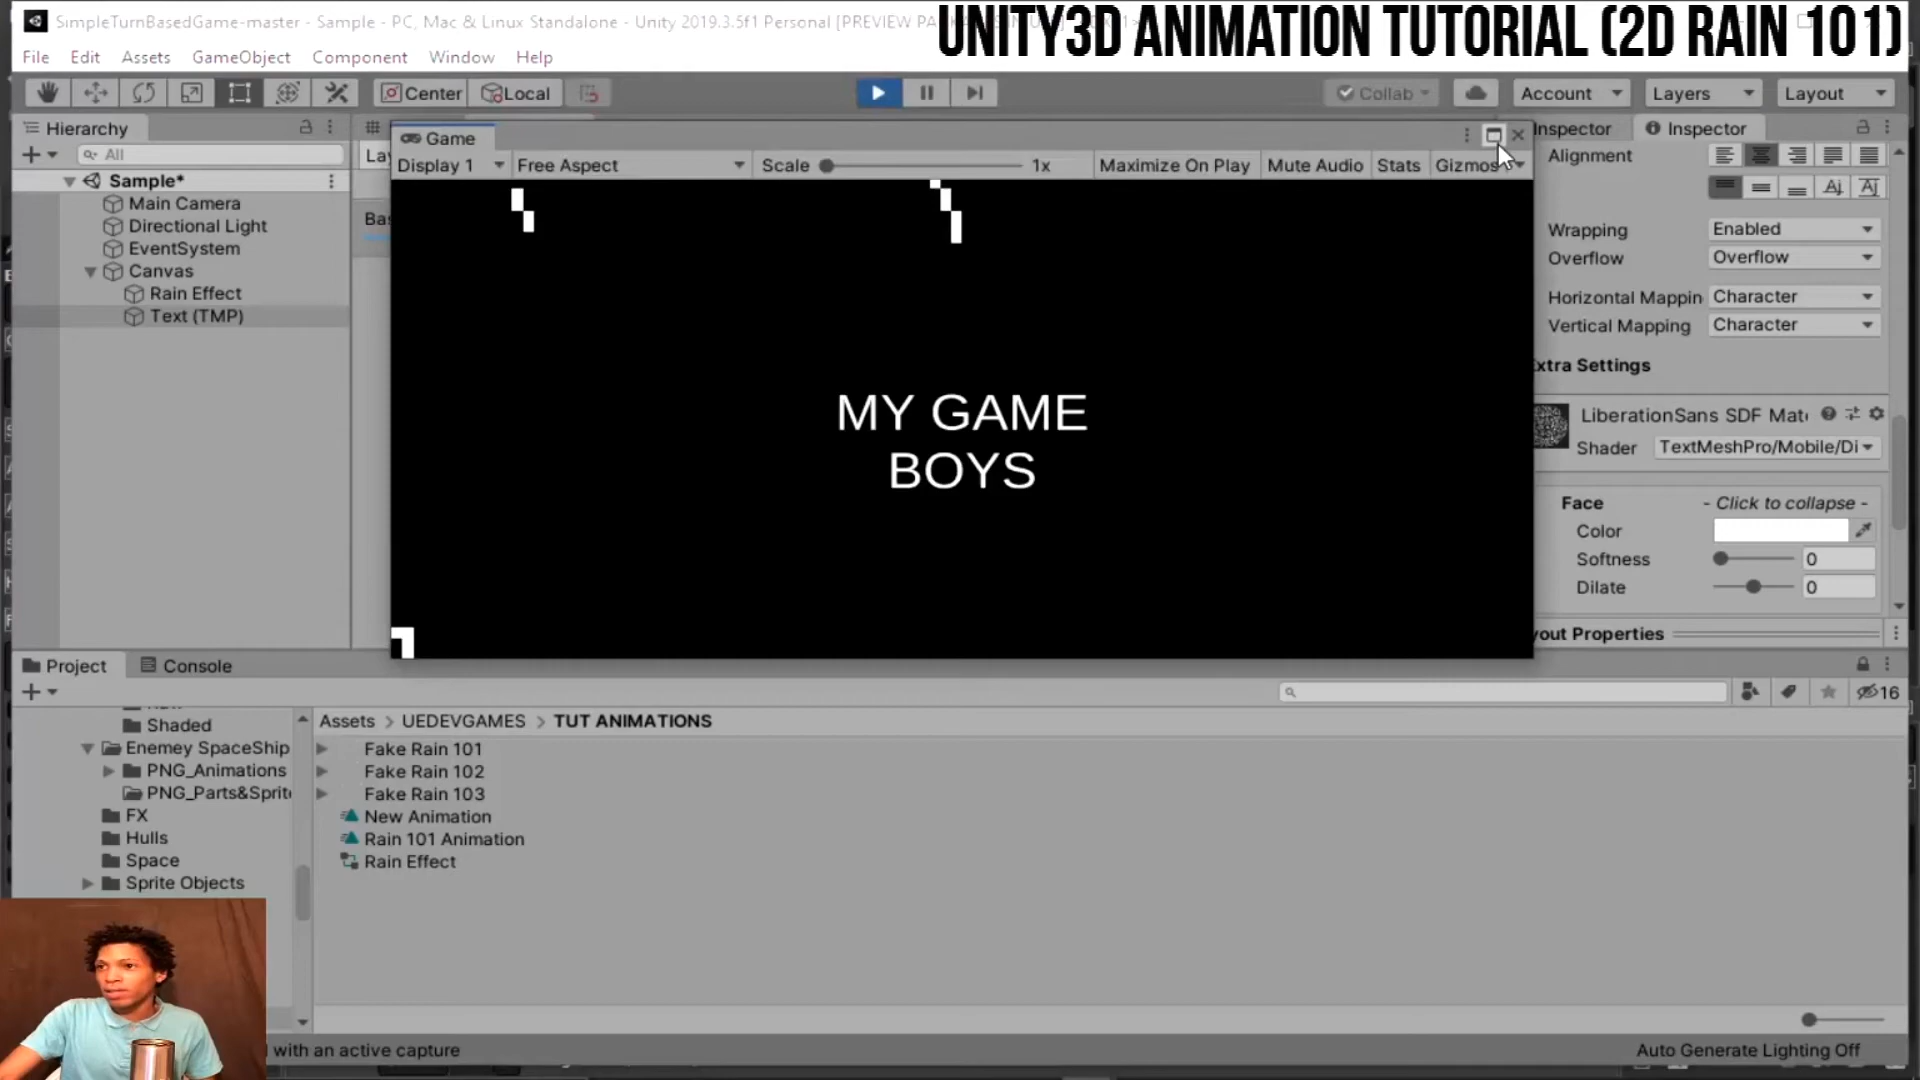 SimpleTurnBasedGame-master - Sample - PC, Mac & Linux Standalone - Unity 2019.3.5f1 Personal [PREVIEW
UNITY3D ANIMATION TUTORIAL (2D RAIN 101)
File Edit Assets GameObject Component Window Help
Center Local Collab Account Layers Layout
Hierarchy
All
Sample*
Main Camera
Directional Light
EventSystem
Canvas
Rain Effect
Text (TMP)
Game
Display 1 Free Aspect Scale 1x Maximize On Play Mute Audio Stats Gizmos
MY GAME
BOYS
Inspector Inspector
Alignment
Wrapping Enabled
Overflow Overflow
Horizontal Mappin Character
Vertical Mapping Character
xtra Settings
LiberationSans SDF Mat
Shader TextMeshPro/Mobile/Di
Face - Click to collapse -
Color
Softness 0
Dilate 0
yout Properties
Project Console
16
Shaded
Enemey SpaceShip
PNG_Animations
PNG_Parts&Sprite
FX
Hulls
Space
Sprite Objects
Assets > UEDEVGAMES > TUT ANIMATIONS
Fake Rain 101
Fake Rain 102
Fake Rain 103
New Animation
Rain 101 Animation
Rain Effect
with an active capture
Auto Generate Lighting Off